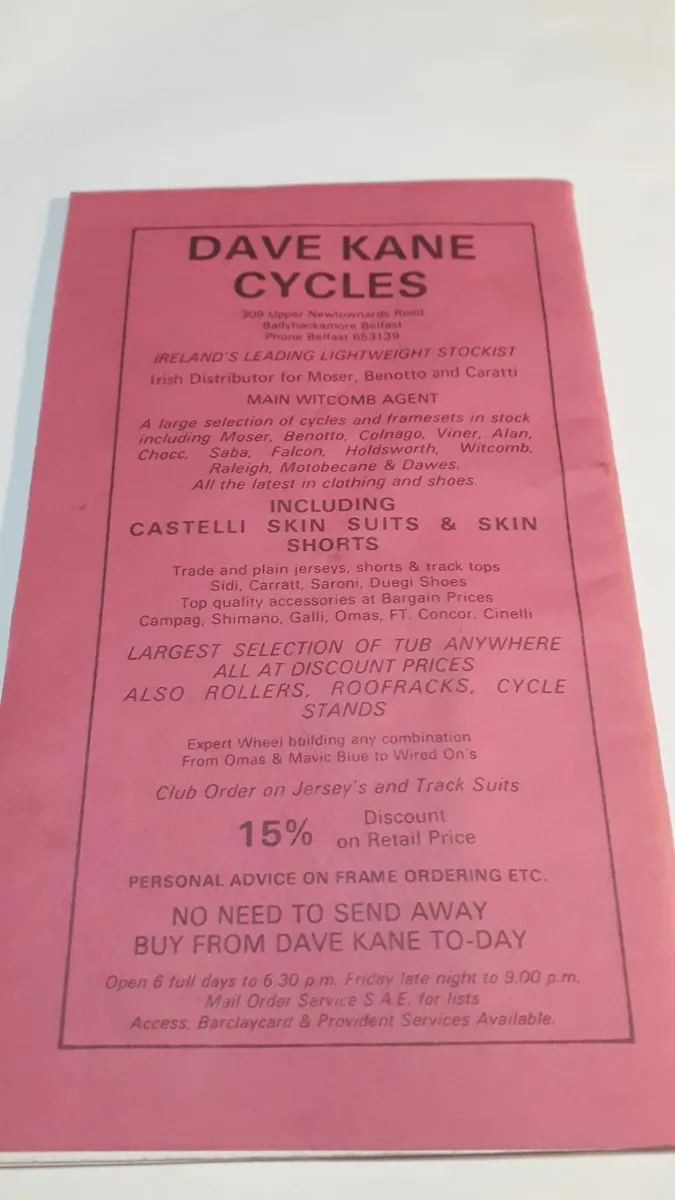 DAVE KANE
CYCLES
309 Upper Newtownards Road
Ballyhackamore Belfast
Phone Belfast 653139
IRELAND'S LEADING LIGHTWEIGHT STOCKIST
Irish Distributor for Moser, Benotto and Caratti
MAIN WITCOMB AGENT
A large selection of cycles and framesets in stock
including Moser, Benotto, Colnago, Viner, Alan,
Chocc, Saba, Falcon, Holdsworth, Witcomb,
Raleigh, Motobecane & Dawes.
All the latest in clothing and shoes.
INCLUDING
CASTELLI SKIN SUITS & SKIN
SHORTS
Trade and plain jerseys, shorts & track tops
Sidi, Carratt, Saroni, Duegi Shoes
Top quality accessories at Bargain Prices
Campag, Shimano, Galli, Omas, FT. Concor, Cinelli
LARGEST SELECTION OF TUB ANYWHERE
ALL AT DISCOUNT PRICES
ALSO ROLLERS, ROOFRACKS, CYCLE
STANDS
Expert Wheel building any combination
From Omas & Mavic Blue to Wired On's
Club Order on Jersey's and Track Suits
15% Discount
on Retail Price
PERSONAL ADVICE ON FRAME ORDERING ETC.
NO NEED TO SEND AWAY
BUY FROM DAVE KANE TO-DAY
Open 6 full days to 6.30 p.m. Friday late night to 9.00 p.m.
Mail Order Service S.A.E. for lists
Access, Barclaycard & Provident Services Available.